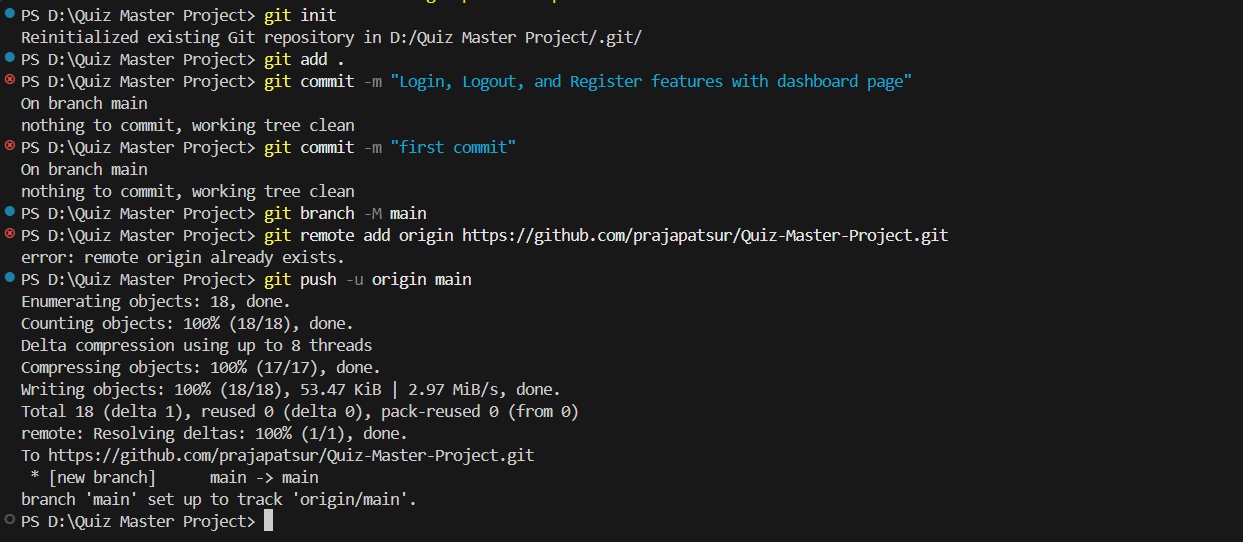 PS D:\Quiz Master Project> git init
Reinitialized existing Git repository in D:/Quiz Master Project/.git/
PS D:\Quiz Master Project> git add .
PS D:\Quiz Master Project> git commit -m "Login, Logout, and Register features with dashboard page"
On branch main
nothing to commit, working tree clean
PS D:\Quiz Master Project> git commit -m "first commit"
On branch main
nothing to commit, working tree clean
PS D:\Quiz Master Project> git branch -M main
PS D:\Quiz Master Project> git remote add origin https://github.com/prajapatsur/Quiz-Master-Project.git
error: remote origin already exists.
PS D:\Quiz Master Project> git push -u origin main
Enumerating objects: 18, done.
Counting objects: 100% (18/18), done.
Delta compression using up to 8 threads
Compressing objects: 100% (17/17), done.
Writing objects: 100% (18/18), 53.47 KiB | 2.97 MiB/s, done.
Total 18 (delta 1), reused 0 (delta 0), pack-reused 0 (from 0)
remote: Resolving deltas: 100% (1/1), done.
To https://github.com/prajapatsur/Quiz-Master-Project.git
 * [new branch]      main -> main
branch 'main' set up to track 'origin/main'.
PS D:\Quiz Master Project>